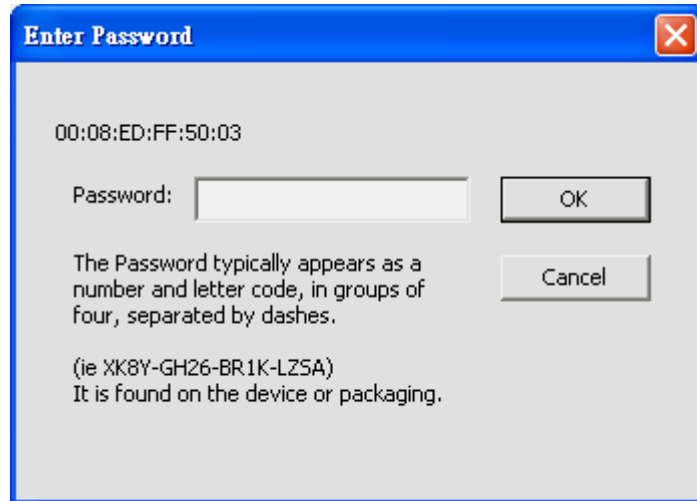 Enter Password
00:08:ED:FF:50:03
Password:
OK
The Password typically appears as a
number and letter code, in groups of
four, separated by dashes.
Cancel
(ie XK8Y-GH26-BR1K-LZSA)
It is found on the device or packaging.